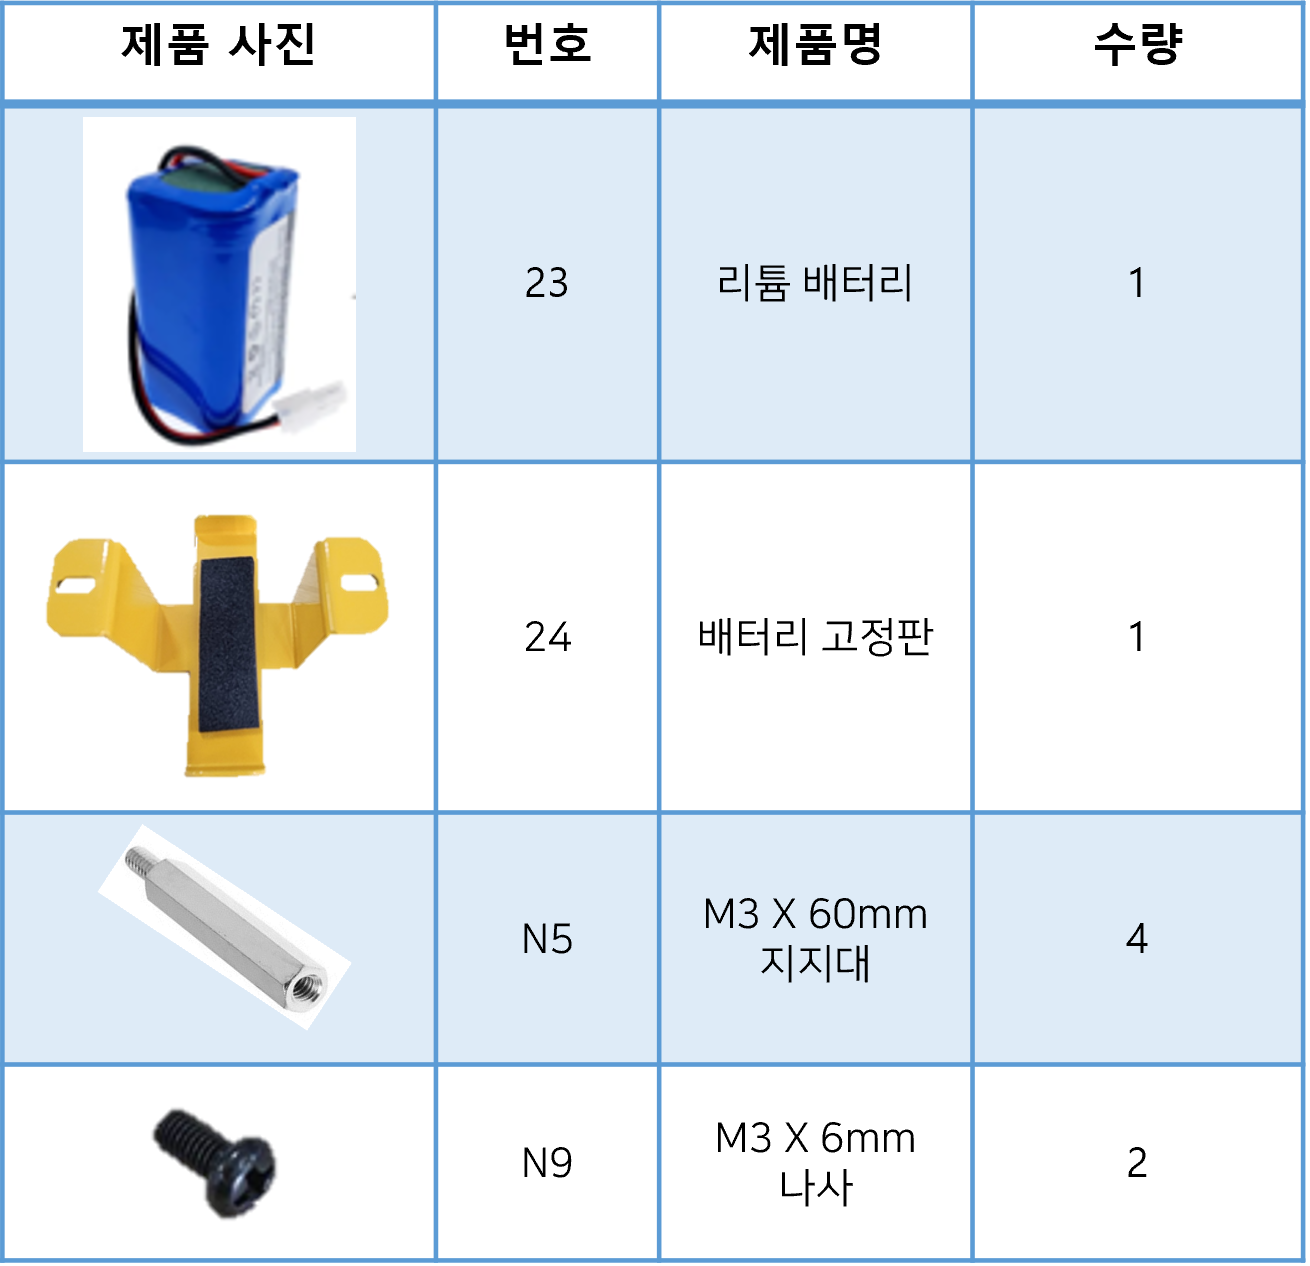 제품 사진 번호 제품명 수량
23 리튬 배터리 1
24 배터리 고정판 1
N5 M3 X 60mm 지지대 4
N9 M3 X 6mm 나사 2